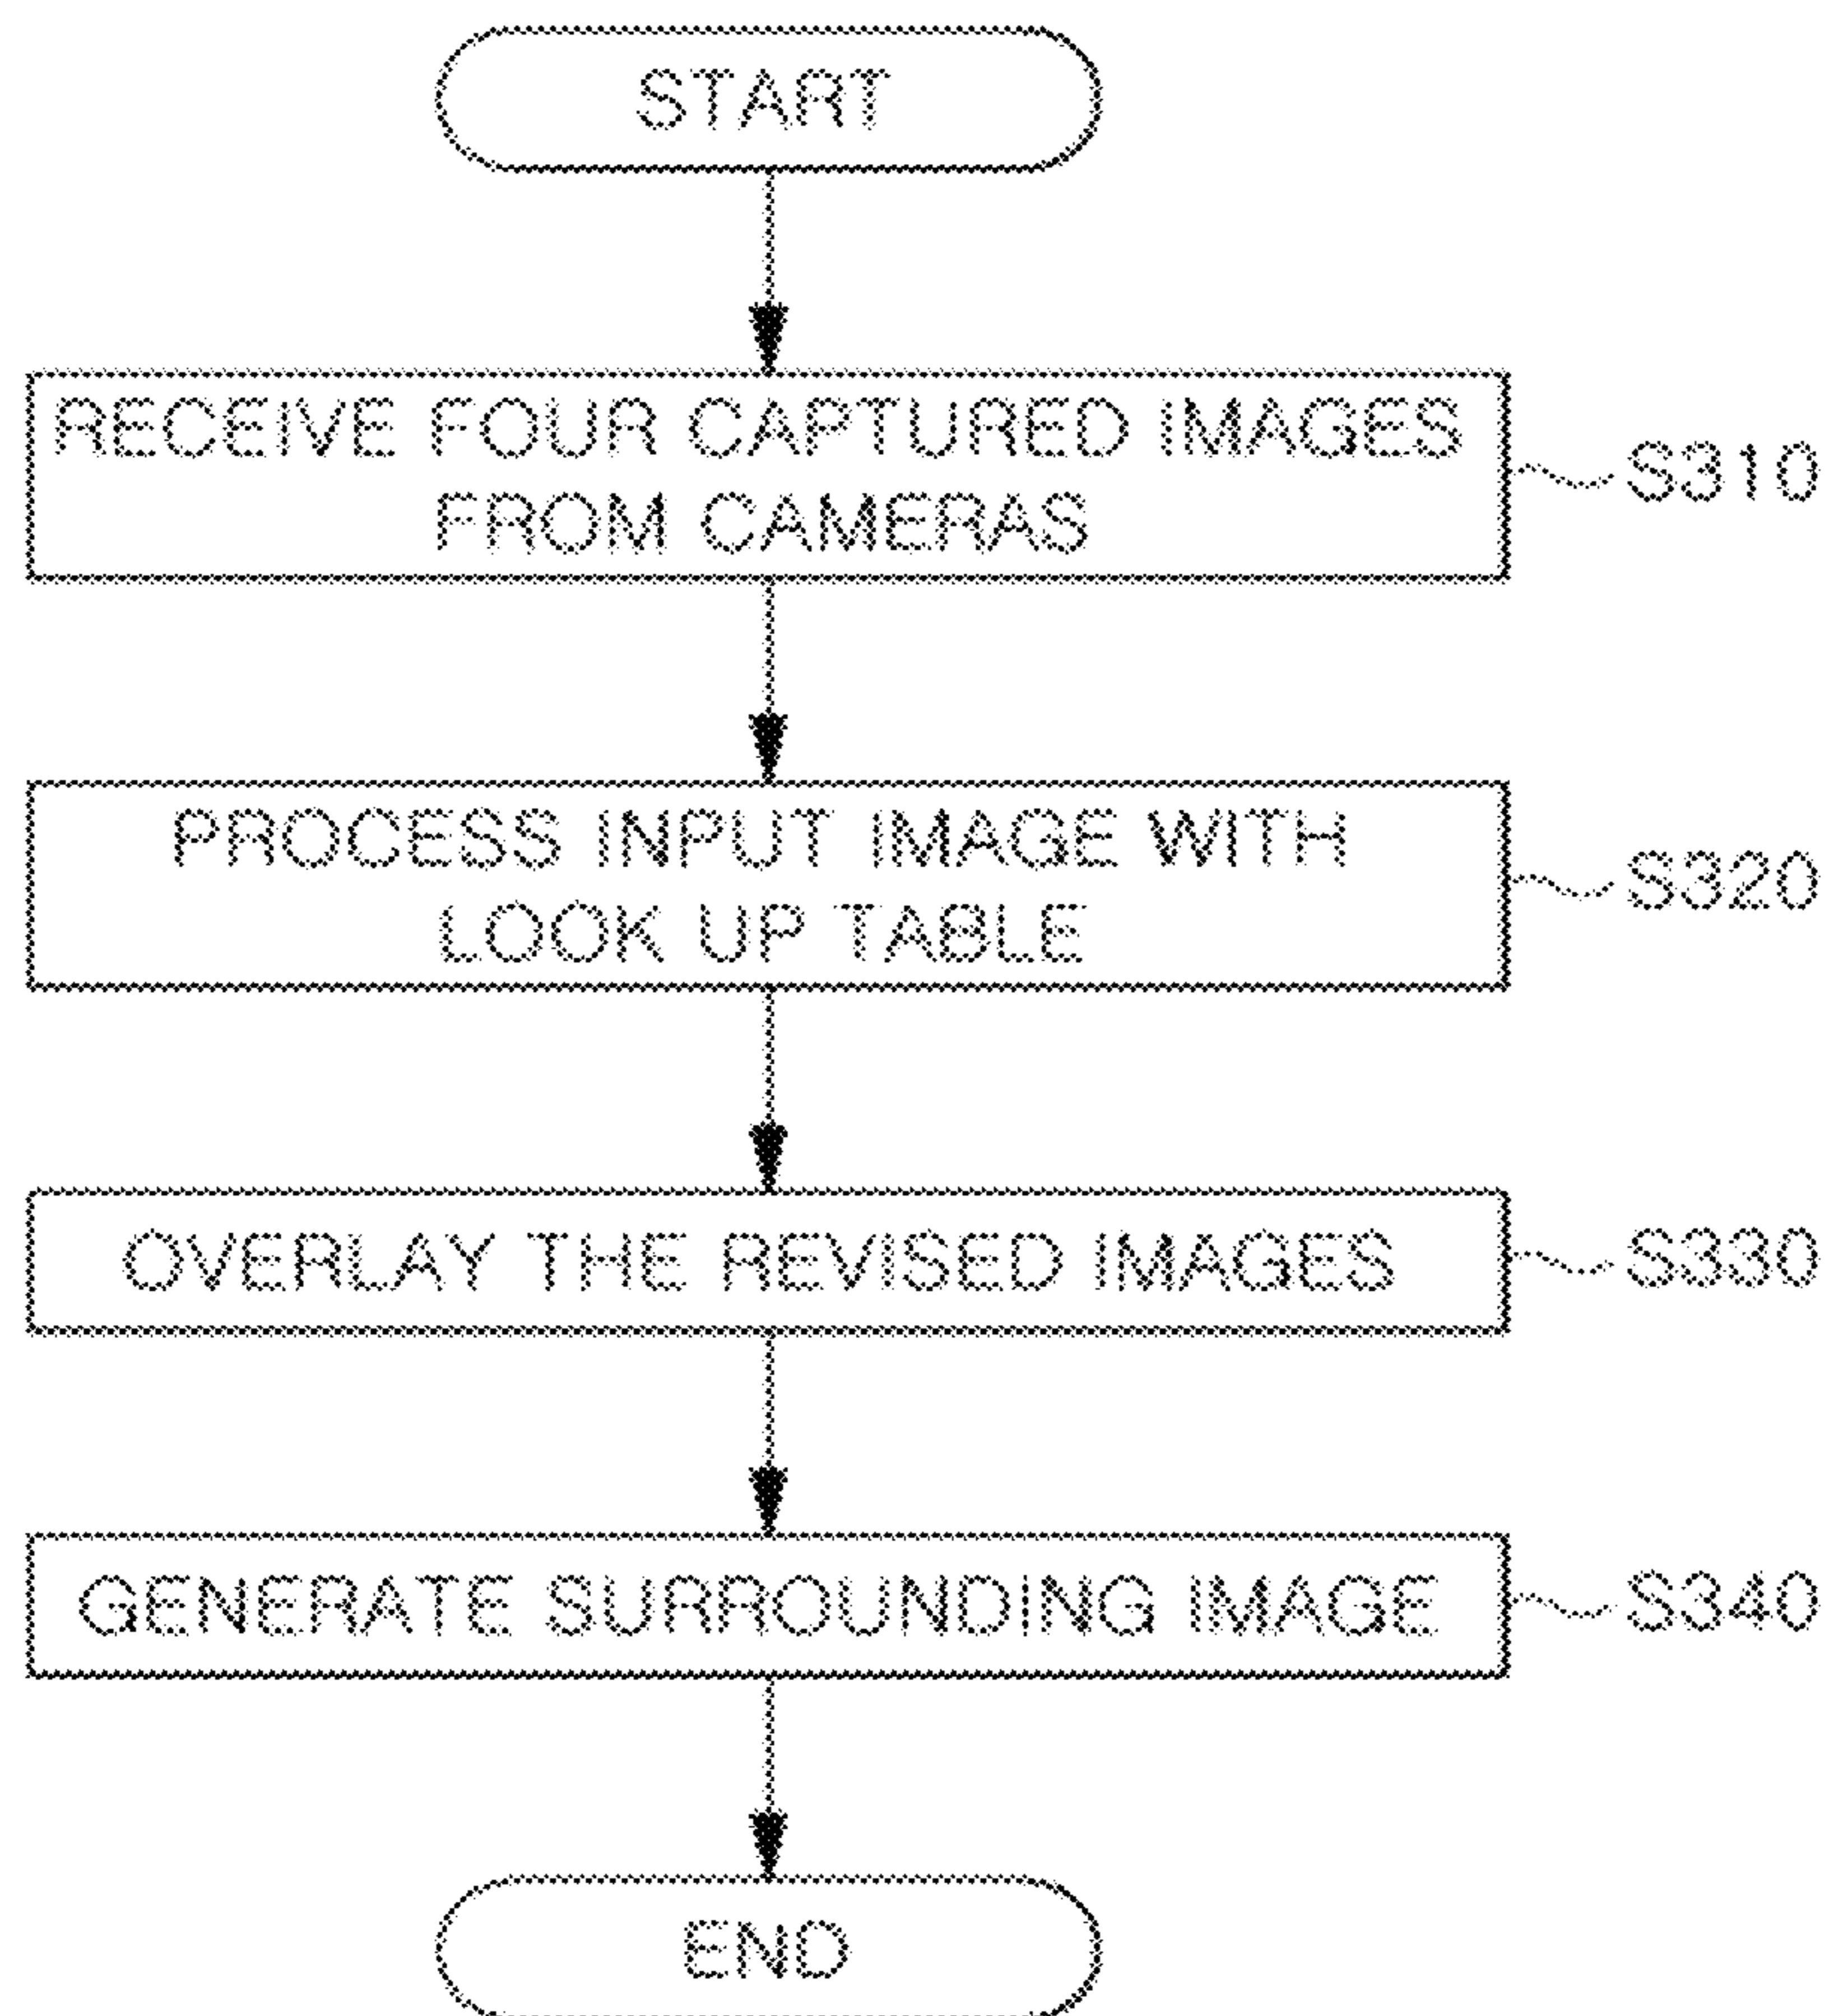 START
RECEIVE FOUR CAPTURED IMAGES
FROM CAMERAS
S310
PROCESS INPUT IMAGE WITH
LOOK UP TABLE
S320
OVERLAY THE REVISED IMAGES
S330
GENERATE SURROUNDING IMAGE
S340
END